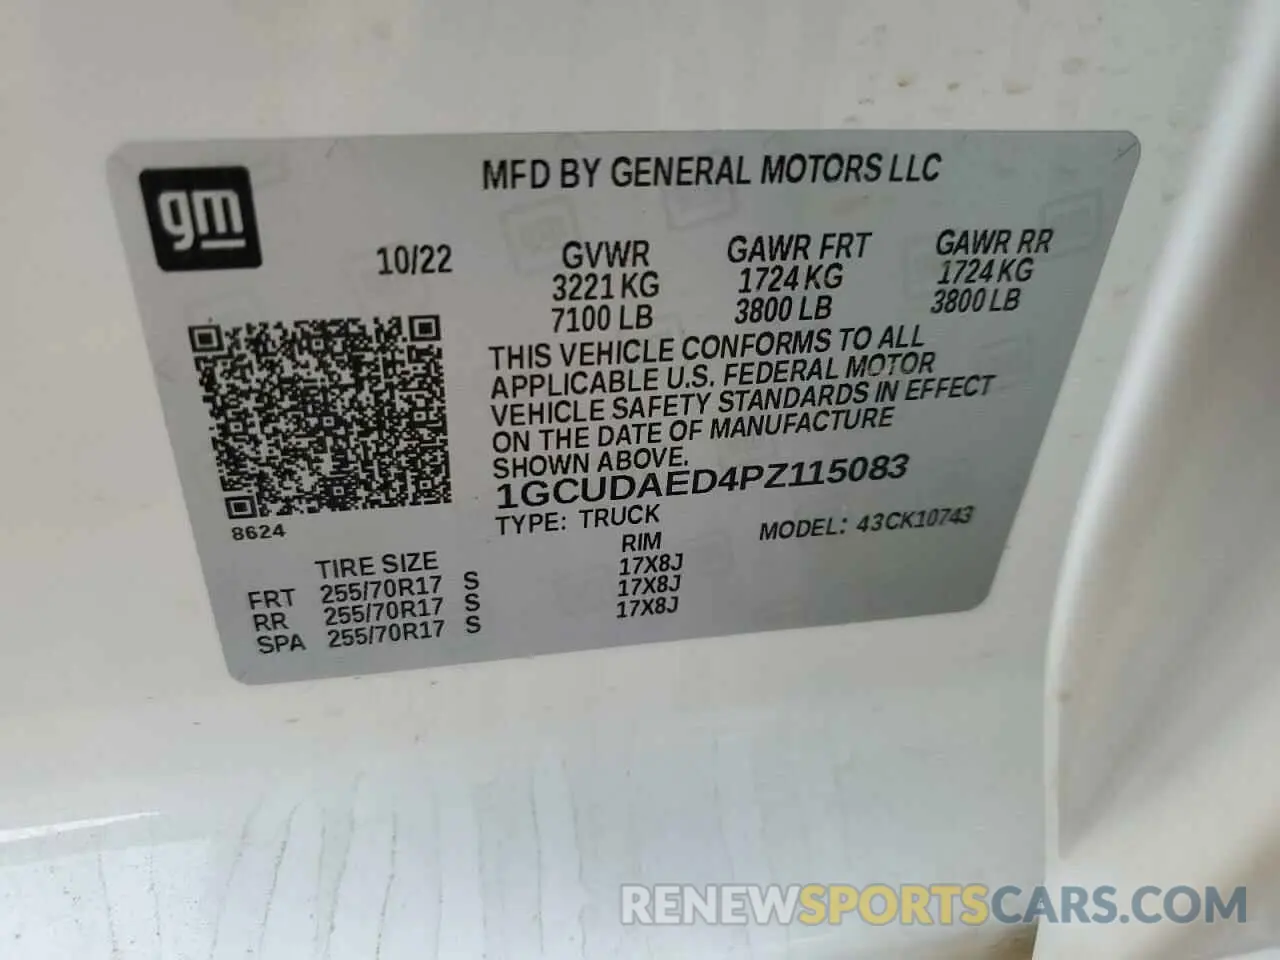 gm
MFD BY GENERAL MOTORS LLC
10/22
GVWR GAWR FRT GAWR RR
3221 KG 1724 KG 1724 KG
7100 LB 3800 LB 3800 LB
THIS VEHICLE CONFORMS TO ALL
APPLICABLE U.S. FEDERAL MOTOR
VEHICLE SAFETY STANDARDS IN EFFECT
ON THE DATE OF MANUFACTURE
SHOWN ABOVE.
1GCUDAED4PZ115083
8624
TYPE: TRUCK MODEL: 43CK10743
TIRE SIZE RIM
FRT 255/70R17 S 17X8J
RR 255/70R17 S 17X8J
SPA 255/70R17 S 17X8J
RENEWSPORTSCARS.COM